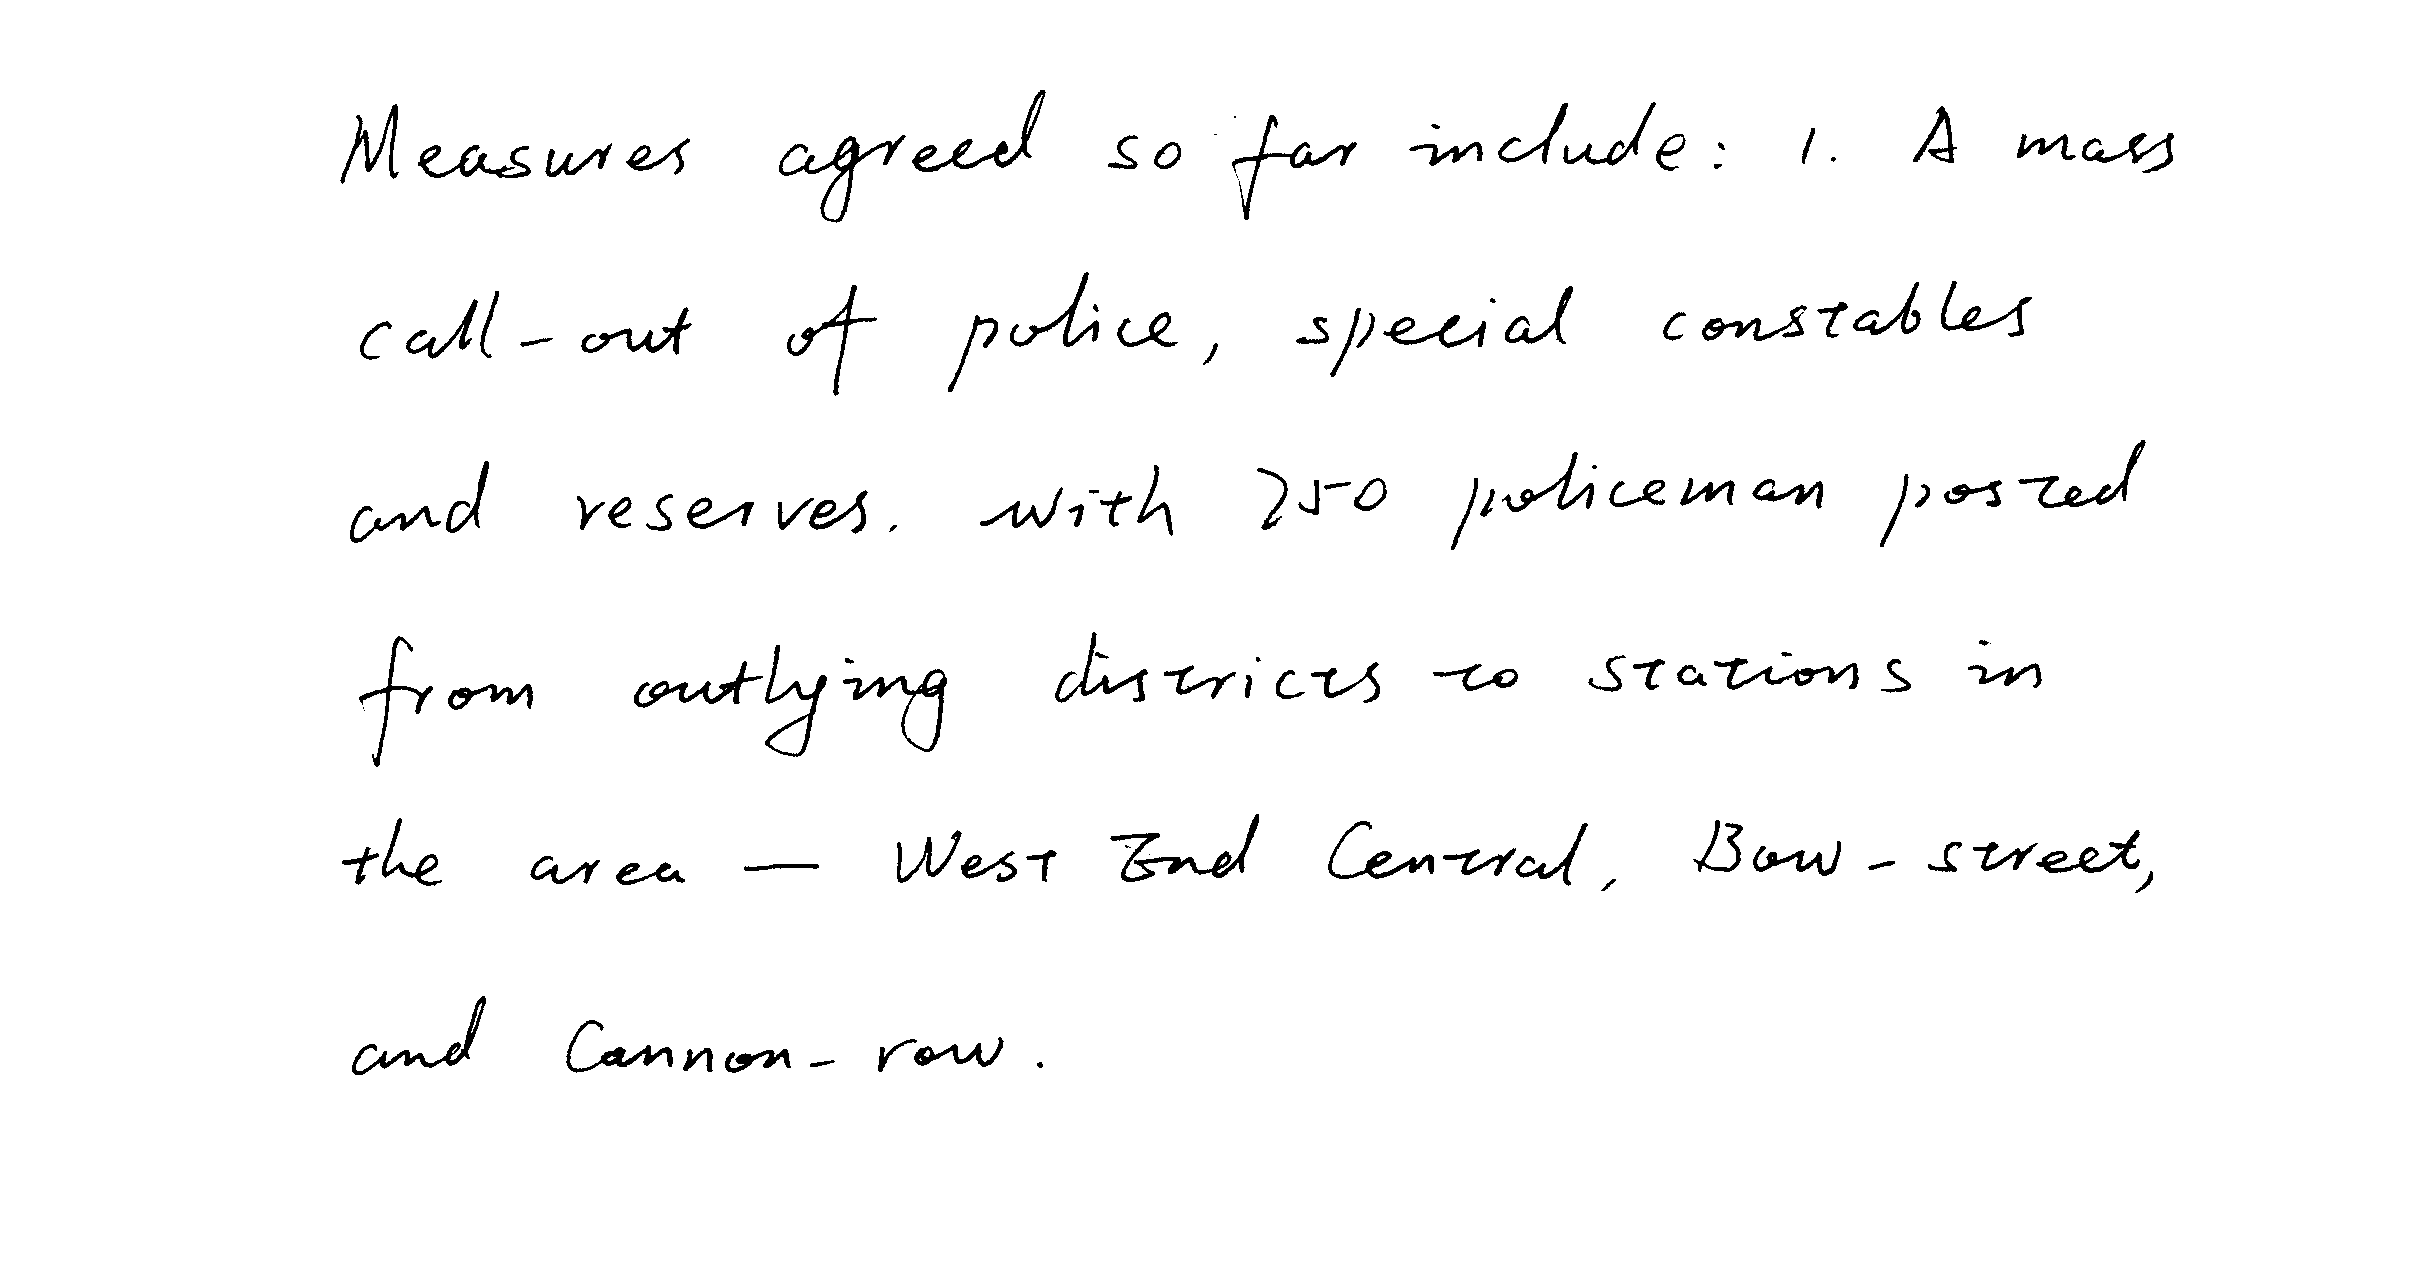 Measures agreed so far include: 1. A mass
call-out of police, special constables
and reserves. with 250 policeman posted
from outlying districts to stations in
the area - West End Central, Bow-street,
and Cannon-row.